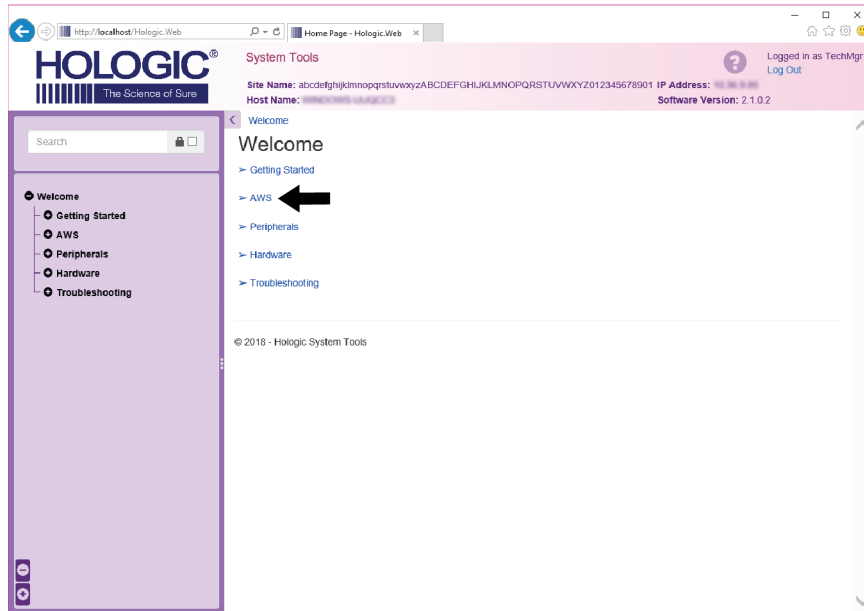 http://localhost/Hologic.Web
Home Page - Hologic.Web
HOLOGIC®
The Science of Sure
System Tools
Logged in as TechMgr
Log Out
Site Name: abcdefghijklmnopqrstuvwxyzABCDEFGHIJKLMNOPQRSTUVWXYZ012345678901 IP Address:
Host Name:
Software Version: 2.1.0.2
Search
Welcome
Getting Started
AWS
Peripherals
Hardware
Troubleshooting
Welcome
Welcome
➢ Getting Started
➢ AWS
➢ Peripherals
➢ Hardware
➢ Troubleshooting
© 2018 - Hologic System Tools